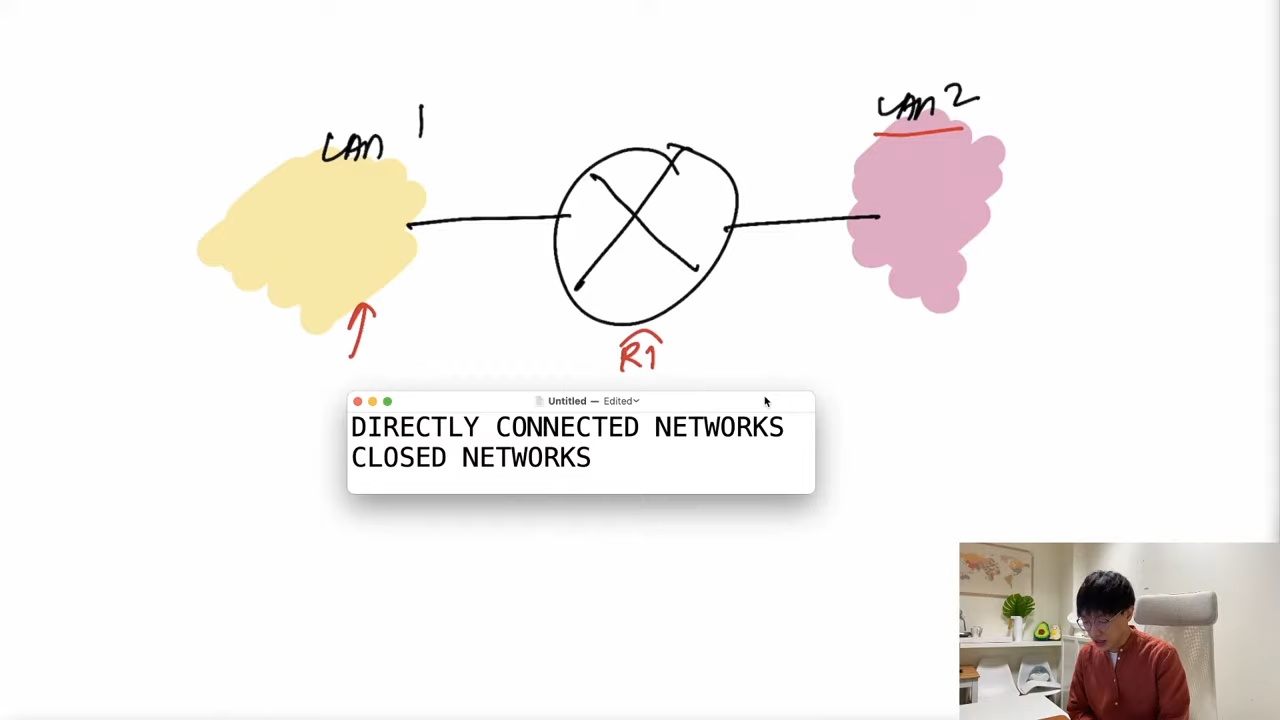 LAN 1
LAN 2
R1
Untitled — Edited
DIRECTLY CONNECTED NETWORKS
CLOSED NETWORKS